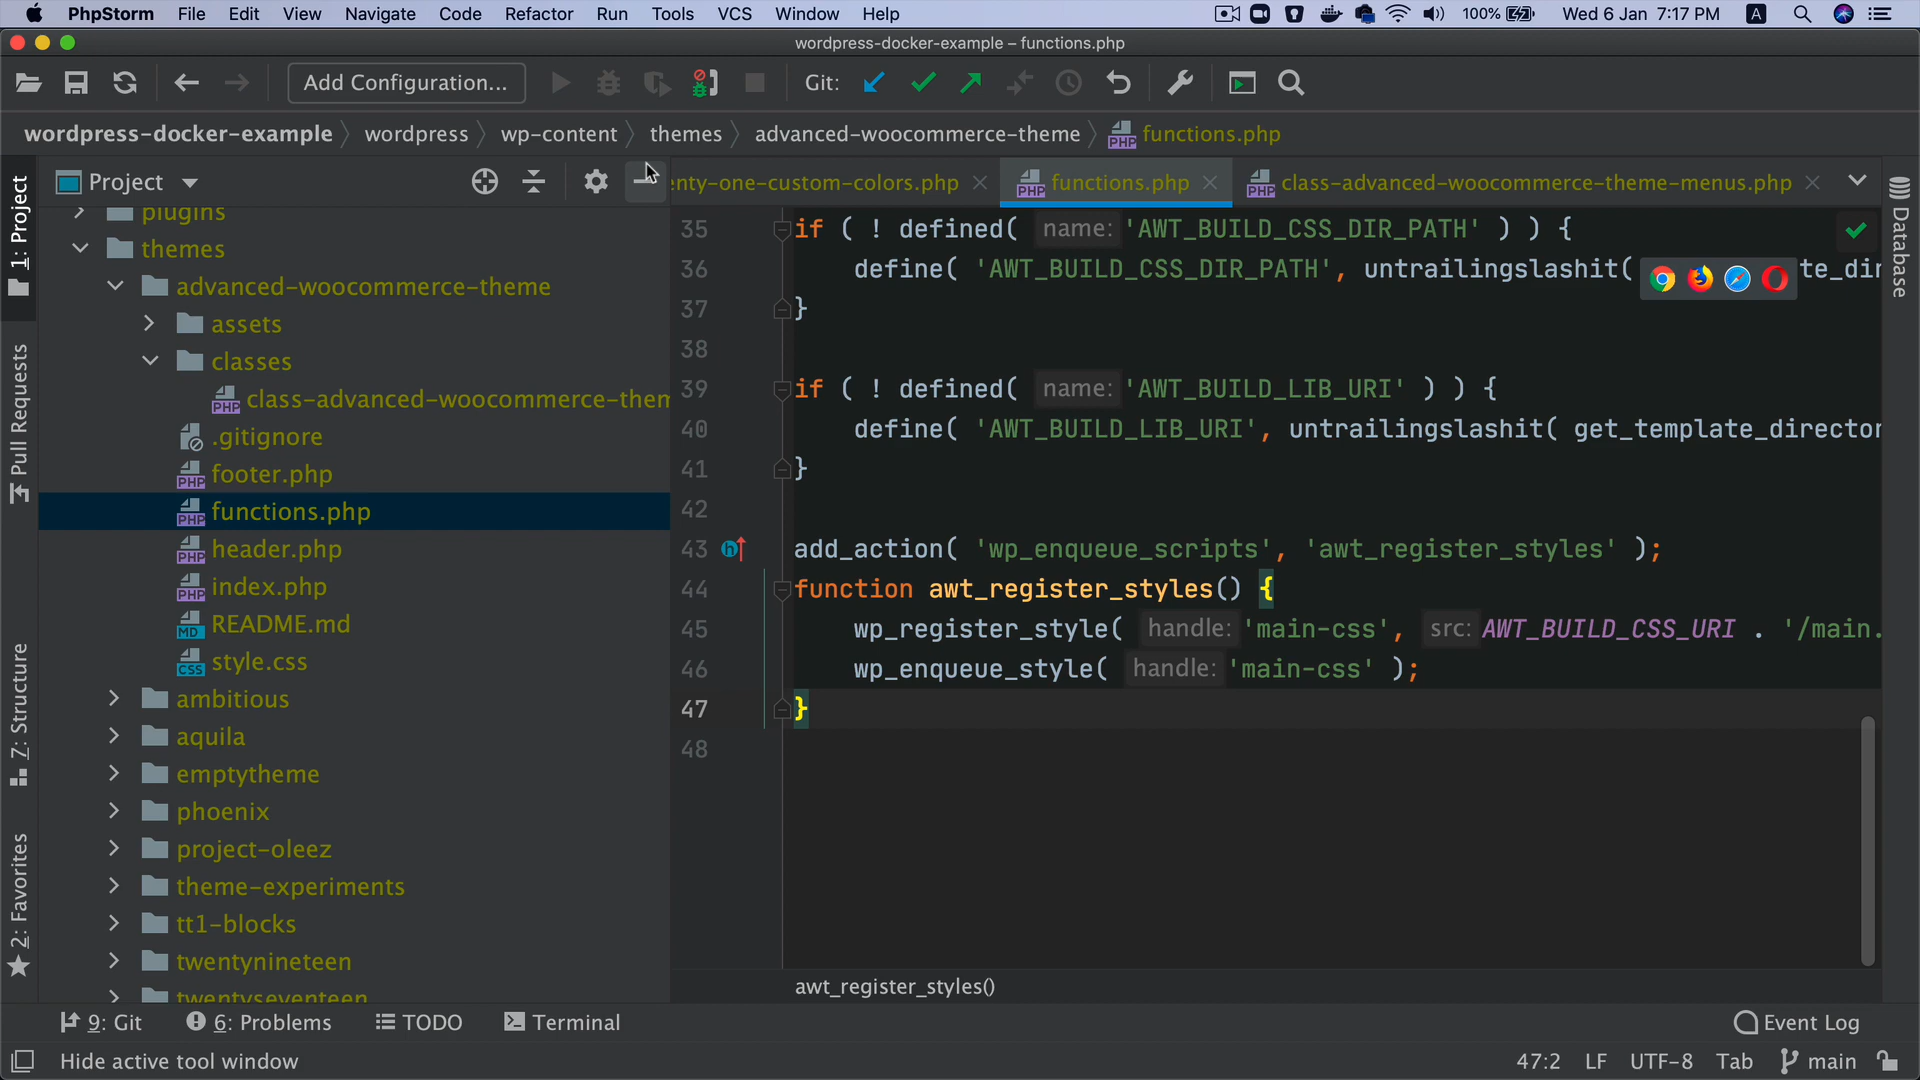 PhpStorm File Edit View Navigate Code Refactor Run Tools VCS Window Help 100% Wed 6 Jan 7:17 PM A
wordpress-docker-example – functions.php
Add Configuration... Git:
wordpress-docker-example wordpress wp-content themes advanced-woocommerce-theme functions.php
Project
enty-one-custom-colors.php functions.php class-advanced-woocommerce-theme-menus.php
1: Project
Pull Requests
Z: Structure
2: Favorites
plugins
themes
advanced-woocommerce-theme
assets
classes
class-advanced-woocommerce-them
.gitignore
footer.php
functions.php
header.php
index.php
README.md
style.css
ambitious
aquila
emptytheme
phoenix
project-oleez
theme-experiments
tt1-blocks
twentynineteen
twentyseventeen
35 if ( ! defined( name: 'AWT_BUILD_CSS_DIR_PATH' ) ) {
36 define( 'AWT_BUILD_CSS_DIR_PATH', untrailingslashit( te_dir
37 }
38
39 if ( ! defined( name: 'AWT_BUILD_LIB_URI' ) ) {
40 define( 'AWT_BUILD_LIB_URI', untrailingslashit( get_template_director
41 }
42
43 add_action( 'wp_enqueue_scripts', 'awt_register_styles' );
44 function awt_register_styles() {
45 wp_register_style( handle: 'main-css', src: AWT_BUILD_CSS_URI . '/main.
46 wp_enqueue_style( handle: 'main-css' );
47 }
48
awt_register_styles()
Database
9: Git 6: Problems TODO Terminal Event Log
Hide active tool window 47:2 LF UTF-8 Tab main